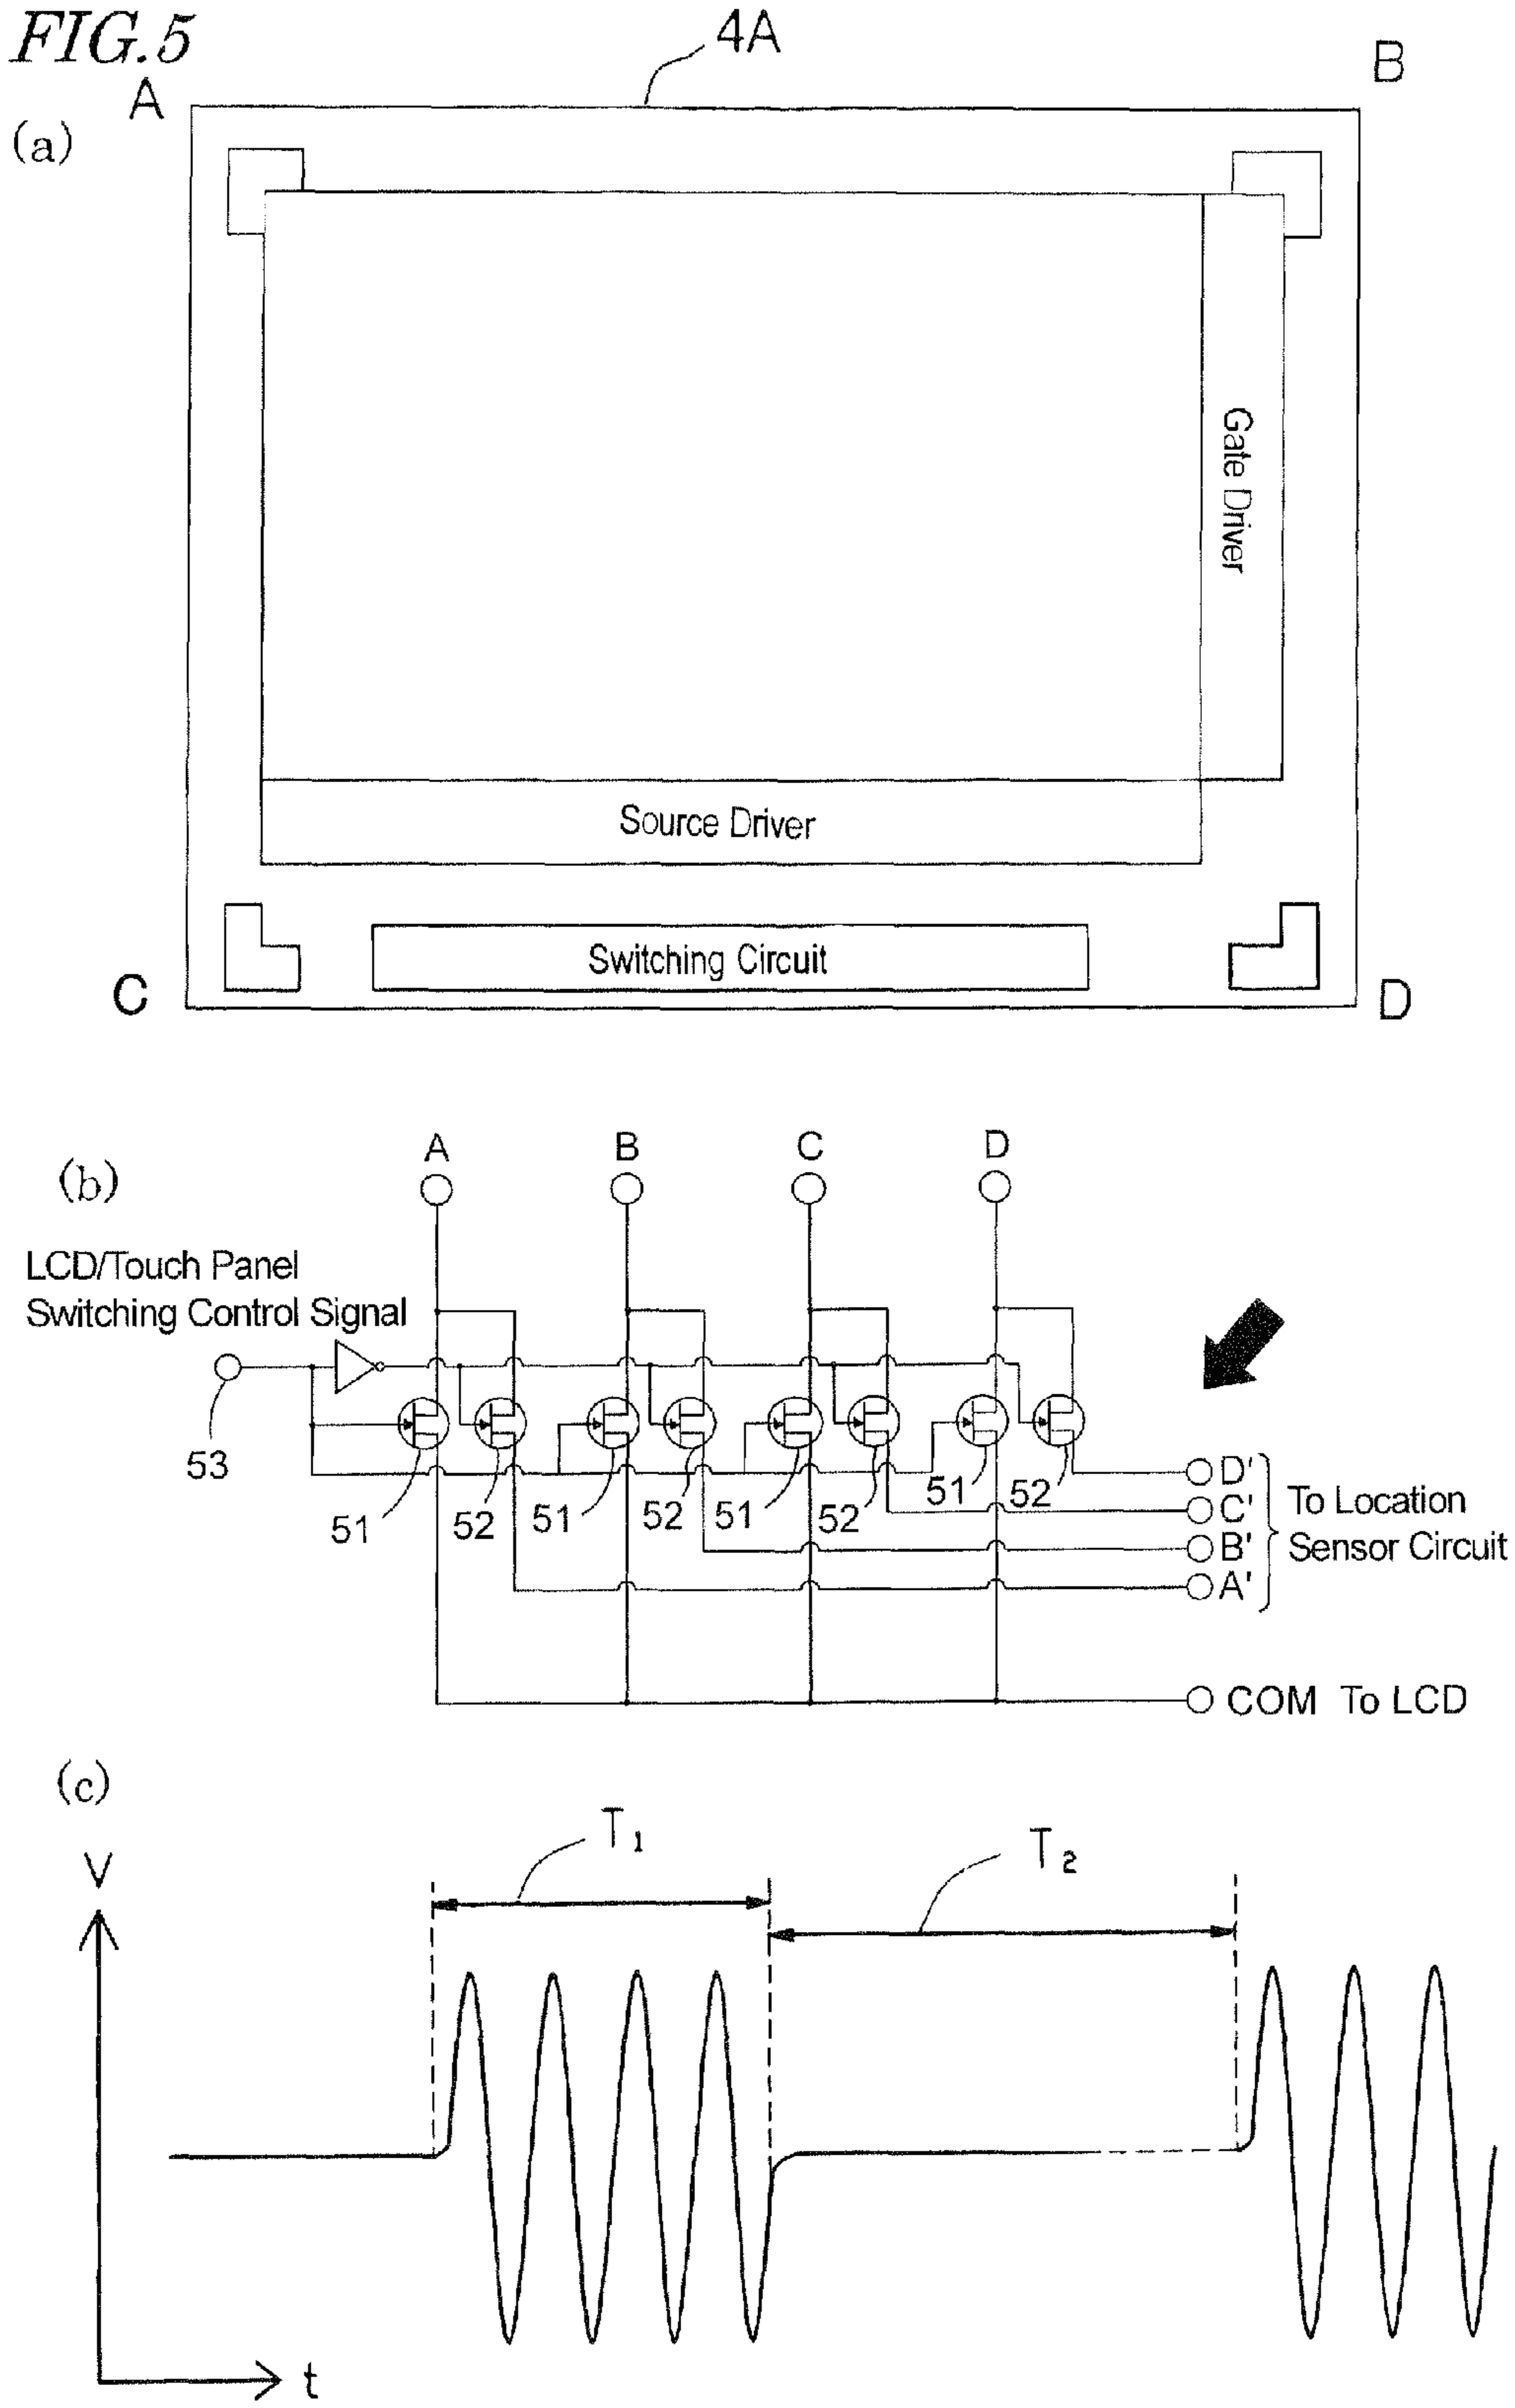 FIG.5
4A
A
B
(a)
Gate Driver
Source Driver
Switching Circuit
C
D
(b)
A
B
C
D
LCD/Touch Panel
Switching Control Signal
53
51
52
51
52
51
52
51
52
D'
C'
B'
A'
To Location
Sensor Circuit
COM To LCD
(c)
V
T₁
T₂
t